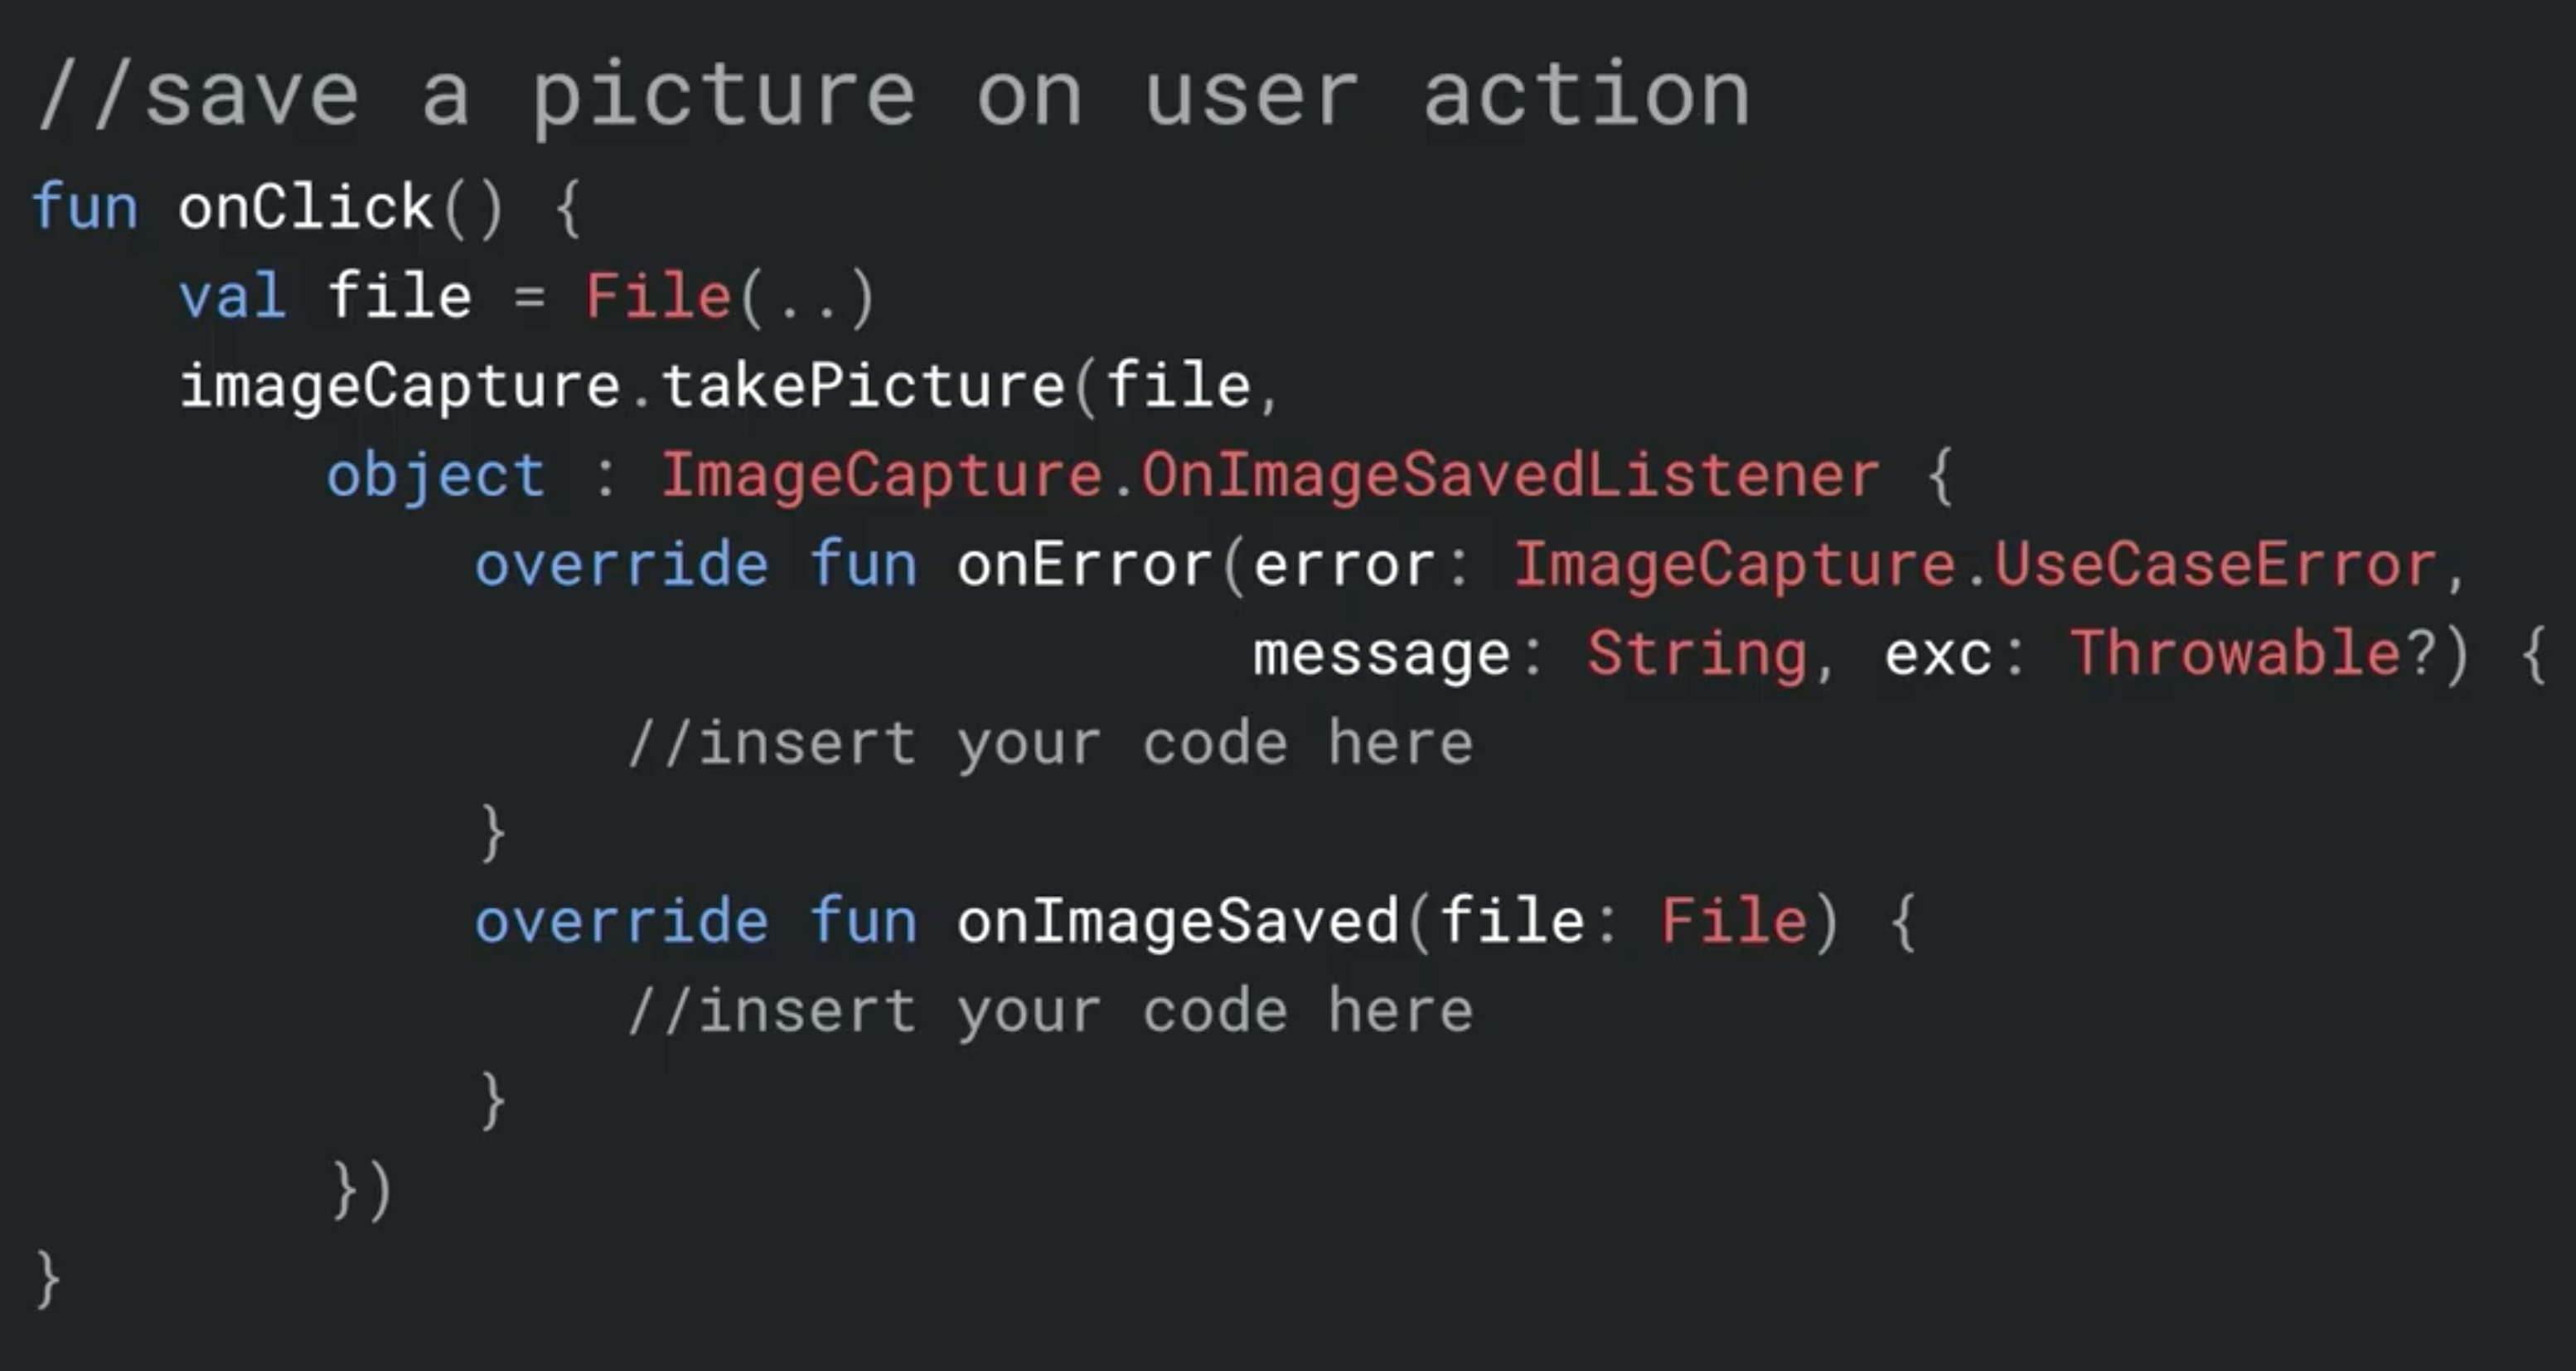 //save a picture on user action
fun onClick() {
    val file = File(..)
    imageCapture.takePicture(file,
        object : ImageCapture.OnImageSavedListener {
            override fun onError(error: ImageCapture.UseCaseError,
                                 message: String, exc: Throwable?) {
                //insert your code here
            }
            override fun onImageSaved(file: File) {
                //insert your code here
            }
        })
}